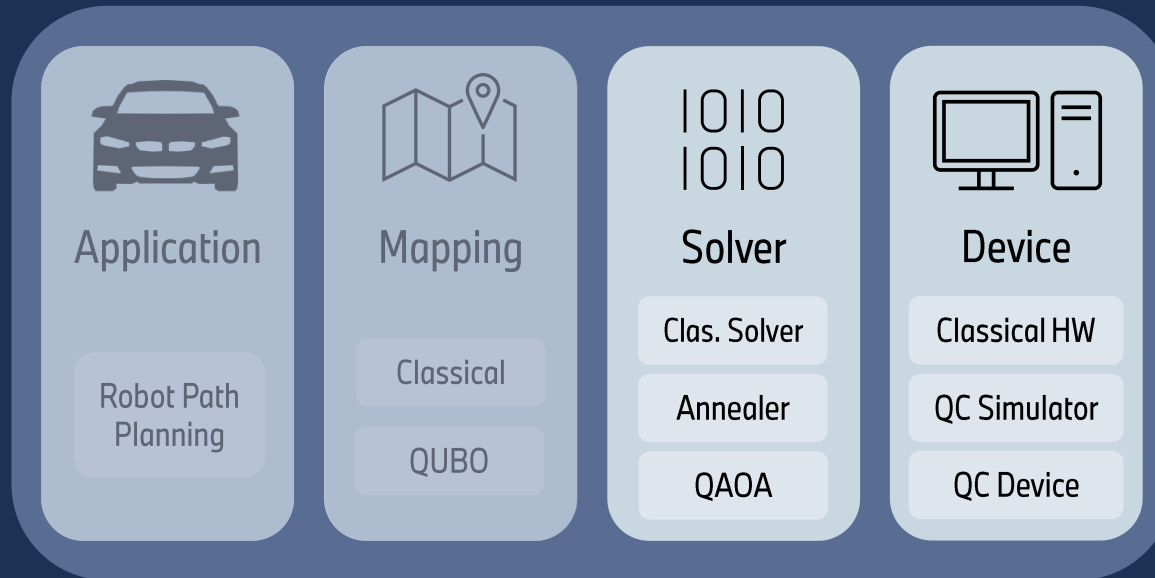 Application
Robot Path
Planning
Mapping
Classical
QUBO
1010
1010
Solver
Clas. Solver
Annealer
QAOA
Device
Classical HW
QC Simulator
QC Device